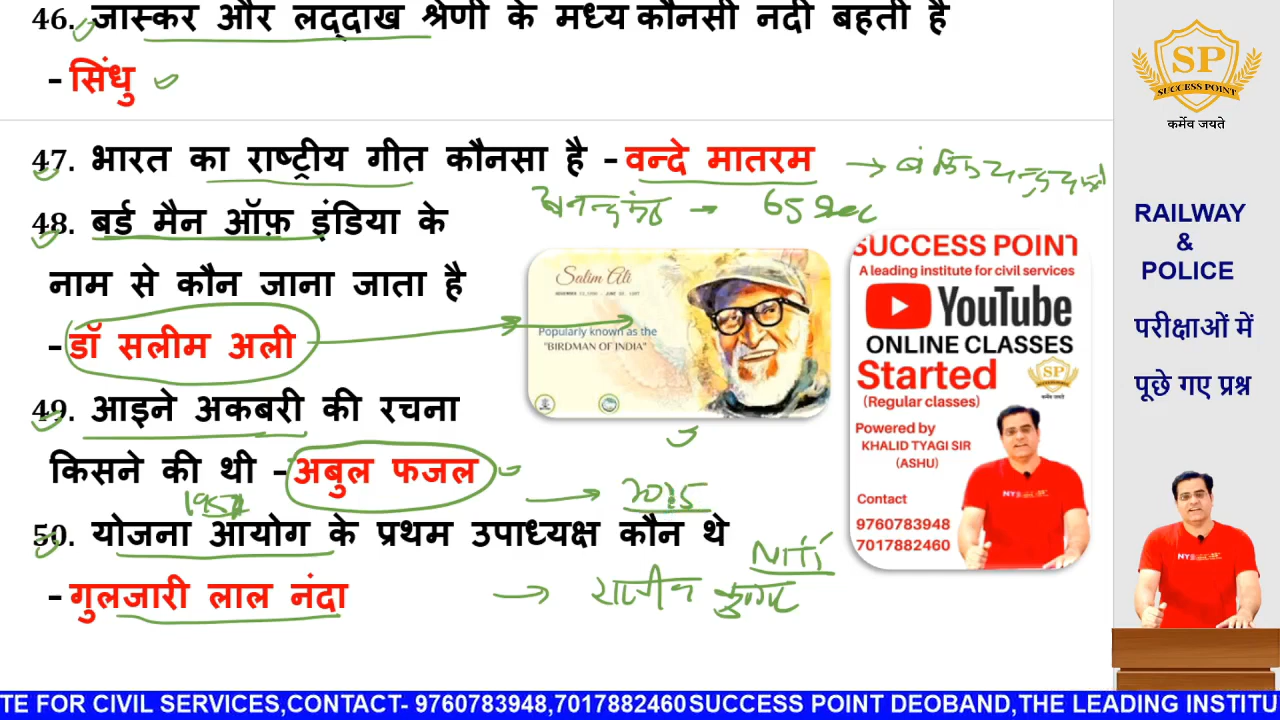 46. जास्कर और लद्दाख श्रेणी के मध्य कौनसी नदी बहती है
- सिंधु
47. भारत का राष्ट्रीय गीत कौनसा है - वन्दे मातरम
65 Sec
48. बर्ड मैन ऑफ़ इंडिया के
नाम से कौन जाना जाता है
- डॉ सलीम अली
Salim Ali
Popularly known as the
"BIRDMAN OF INDIA"
49. आइने अकबरी की रचना
किसने की थी - अबुल फजल
50. योजना आयोग के प्रथम उपाध्यक्ष कौन थे
- गुलजारी लाल नंदा
NITI
राजीव कुमार
SUCCESS POINT
A leading institute for civil services
YouTube
ONLINE CLASSES
Started
(Regular classes)
SP
Powered by
KHALID TYAGI SIR
(ASHU)
Contact
9760783948
7017882460
SP
SUCCESS POINT
कर्मेव जयते
RAILWAY
&
POLICE
परीक्षाओं में
पूछे गए प्रश्न
TE FOR CIVIL SERVICES,CONTACT- 9760783948,7017882460 SUCCESS POINT DEOBAND,THE LEADING INSTITU